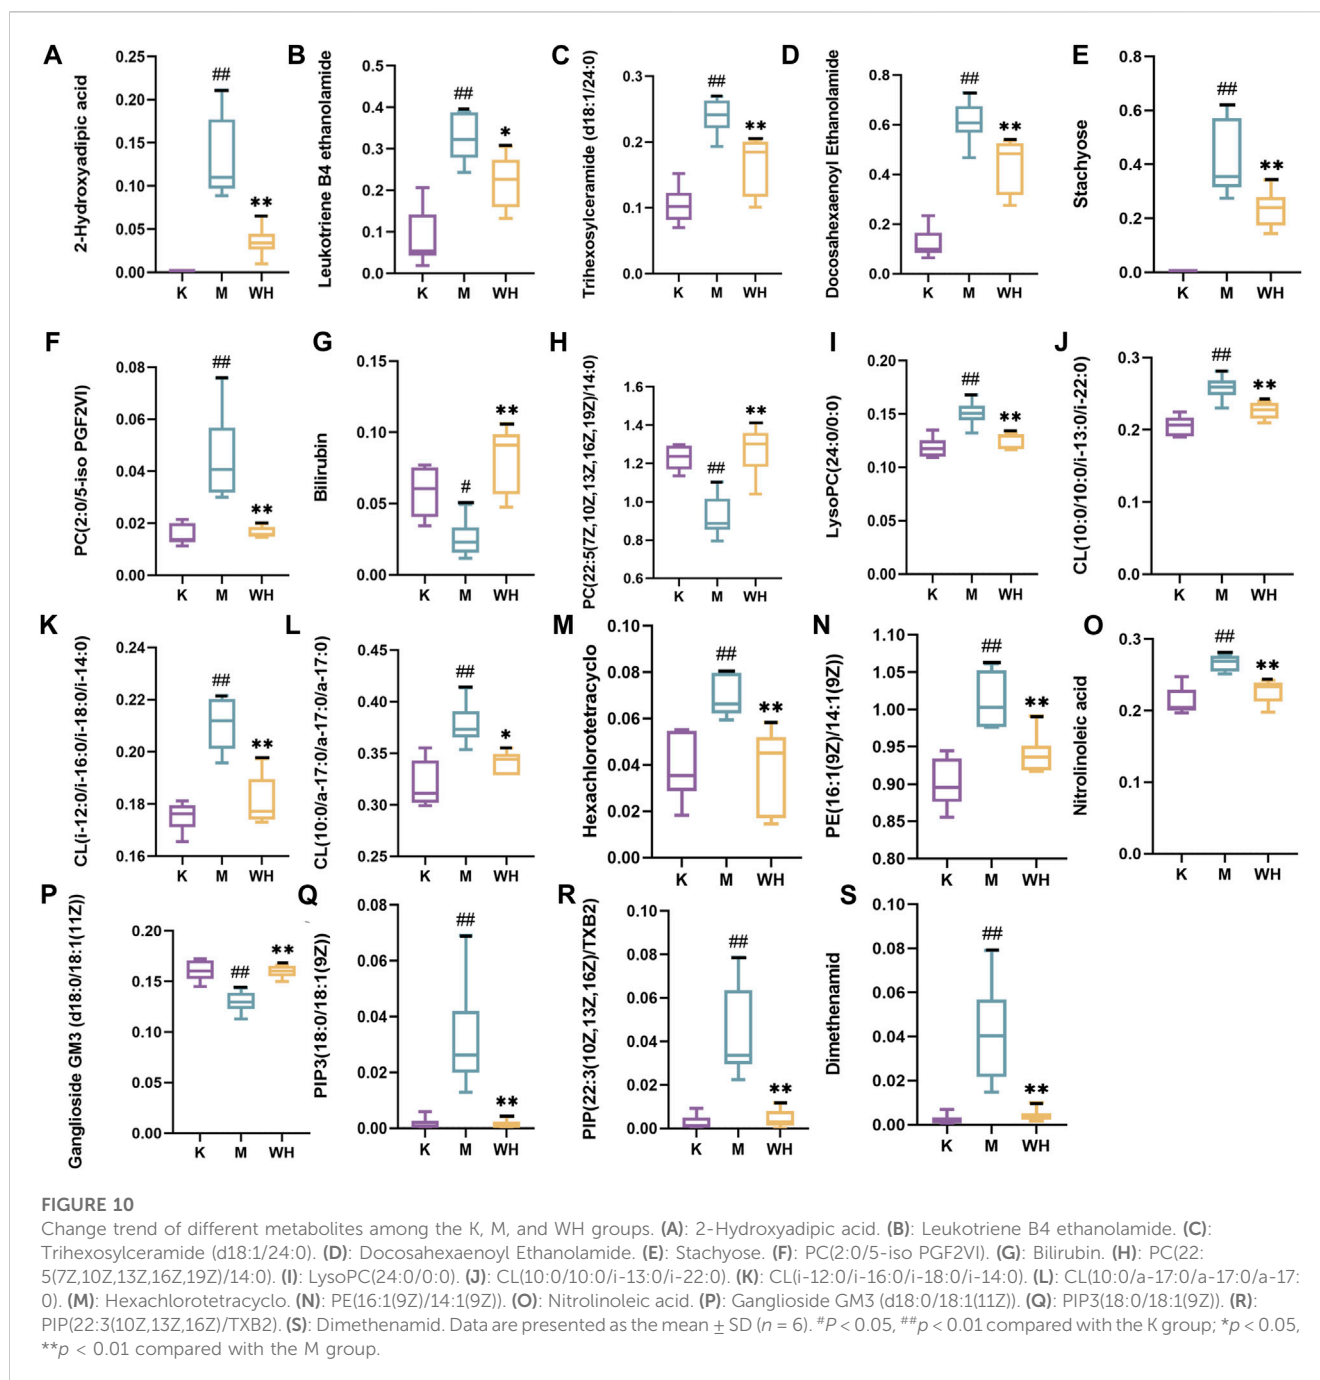 A
2-Hydroxyadipic acid
0.25
0.20
0.15
0.10
0.05
0.00
##
**
K M WH
B
Leukotriene B4 ethanolamide
0.5
0.4
0.3
0.2
0.1
0.0
##
*
K M WH
C
Trihexosylceramide (d18:1/24:0)
0.3
0.2
0.1
0.0
##
**
K M WH
D
Docosahexaenoyl Ethanolamide
0.8
0.6
0.4
0.2
0.0
##
**
K M WH
E
Stachyose
0.8
0.6
0.4
0.2
0.0
##
**
K M WH
F
PC(2:0/5-iso PGF2VI)
0.08
0.06
0.04
0.02
0.00
##
**
K M WH
G
Bilirubin
0.15
0.10
0.05
0.00
#
**
K M WH
H
PC(22:5(7Z,10Z,13Z,16Z,19Z)/14:0)
1.6
1.4
1.2
1.0
0.8
0.6
##
**
K M WH
I
LysoPC(24:0/0:0)
0.20
0.15
0.10
0.05
0.00
##
**
K M WH
J
CL(10:0/10:0/i-13:0/i-22:0)
0.3
0.2
0.1
0.0
##
**
K M WH
K
CL(i-12:0/i-16:0/i-18:0/i-14:0)
0.24
0.22
0.20
0.18
0.16
##
**
K M WH
L
CL(10:0/a-17:0/a-17:0/a-17:0)
0.45
0.40
0.35
0.30
0.25
##
*
K M WH
M
Hexachlorotetracyclo
0.10
0.08
0.06
0.04
0.02
0.00
##
**
K M WH
N
PE(16:1(9Z)/14:1(9Z))
1.10
1.05
1.00
0.95
0.90
0.85
0.80
##
**
K M WH
O
Nitrolinoleic acid
0.3
0.2
0.1
0.0
##
**
K M WH
P
Ganglioside GM3 (d18:0/18:1(11Z))
0.20
0.15
0.10
0.05
0.00
##
**
K M WH
Q
PIP3(18:0/18:1(9Z))
0.08
0.06
0.04
0.02
0.00
##
**
K M WH
R
PIP(22:3(10Z,13Z,16Z)/TXB2)
0.10
0.08
0.06
0.04
0.02
0.00
##
**
K M WH
S
Dimethenamid
0.10
0.08
0.06
0.04
0.02
0.00
##
**
K M WH
FIGURE 10
Change trend of different metabolites among the K, M, and WH groups. (A): 2-Hydroxyadipic acid. (B): Leukotriene B4 ethanolamide. (C):
Trihexosylceramide (d18:1/24:0). (D): Docosahexaenoyl Ethanolamide. (E): Stachyose. (F): PC(2:0/5-iso PGF2VI). (G): Bilirubin. (H): PC(22:
5(7Z,10Z,13Z,16Z,19Z)/14:0). (I): LysoPC(24:0/0:0). (J): CL(10:0/10:0/i-13:0/i-22:0). (K): CL(i-12:0/i-16:0/i-18:0/i-14:0). (L): CL(10:0/a-17:0/a-17:0/a-17:
0). (M): Hexachlorotetracyclo. (N): PE(16:1(9Z)/14:1(9Z)). (O): Nitrolinoleic acid. (P): Ganglioside GM3 (d18:0/18:1(11Z)). (Q): PIP3(18:0/18:1(9Z)). (R):
PIP(22:3(10Z,13Z,16Z)/TXB2). (S): Dimethenamid. Data are presented as the mean ± SD (n = 6). #P < 0.05, ##p < 0.01 compared with the K group; *p < 0.05,
**p < 0.01 compared with the M group.